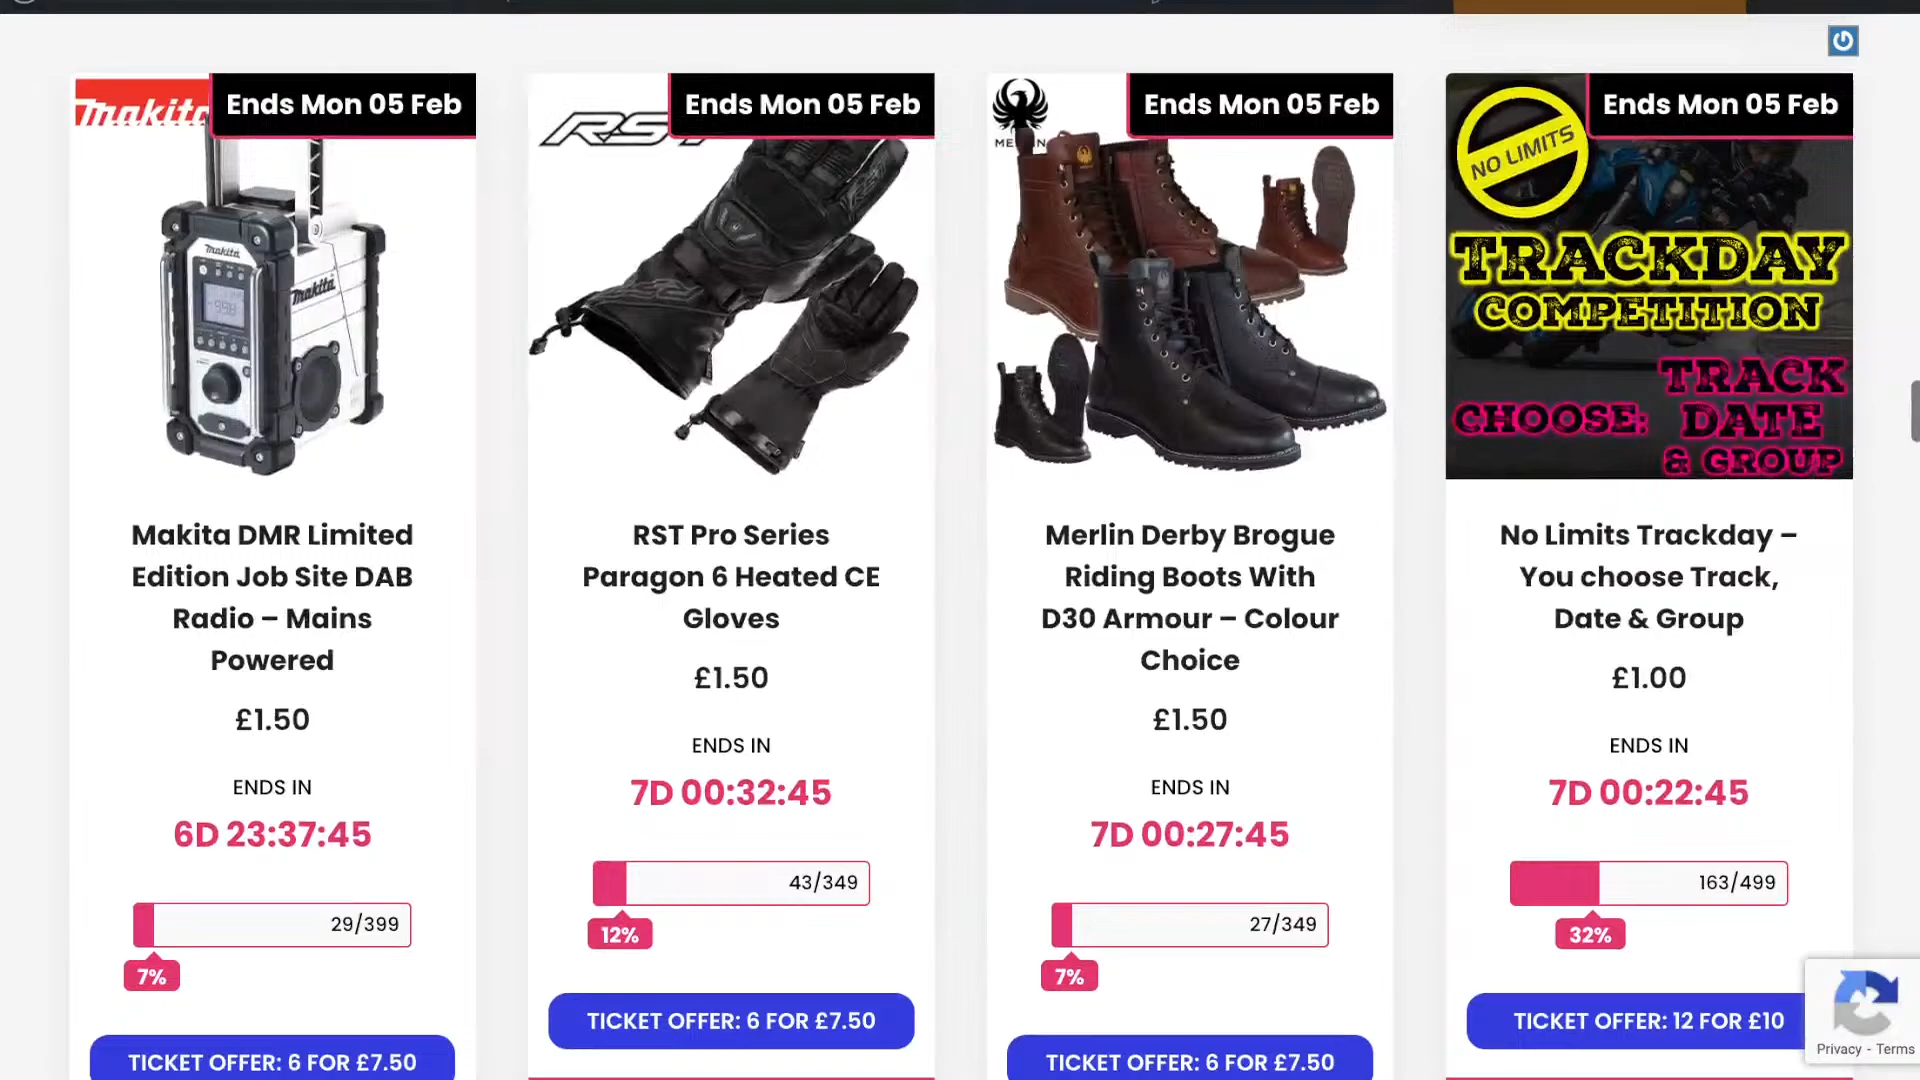 makita
Ends Mon 05 Feb
makita
makita
Makita DMR Limited
Edition Job Site DAB
Radio – Mains
Powered
£1.50
ENDS IN
6D 23:37:45
29/399
7%
TICKET OFFER: 6 FOR £7.50
RST
Ends Mon 05 Feb
RST Pro Series
Paragon 6 Heated CE
Gloves
£1.50
ENDS IN
7D 00:32:45
43/349
12%
TICKET OFFER: 6 FOR £7.50
Ends Mon 05 Feb
MERLIN
Merlin Derby Brogue
Riding Boots With
D30 Armour – Colour
Choice
£1.50
ENDS IN
7D 00:27:45
27/349
7%
TICKET OFFER: 6 FOR £7.50
Ends Mon 05 Feb
NO LIMITS
TRACKDAY
COMPETITION
CHOOSE:
TRACK
DATE
& GROUP
No Limits Trackday –
You choose Track,
Date & Group
£1.00
ENDS IN
7D 00:22:45
163/499
32%
TICKET OFFER: 12 FOR £10
Privacy - Terms